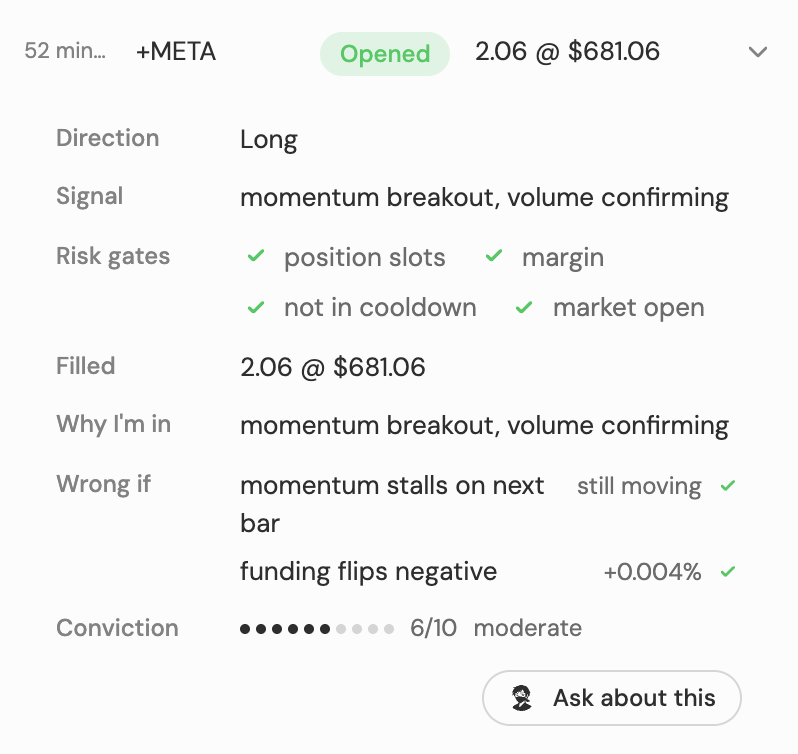 52 min... +META Opened 2.06 @ $681.06
Direction Long
Signal momentum breakout, volume confirming
Risk gates position slots margin
not in cooldown market open
Filled 2.06 @ $681.06
Why I'm in momentum breakout, volume confirming
Wrong if momentum stalls on next still moving
bar
funding flips negative +0.004%
Conviction 6/10 moderate
Ask about this